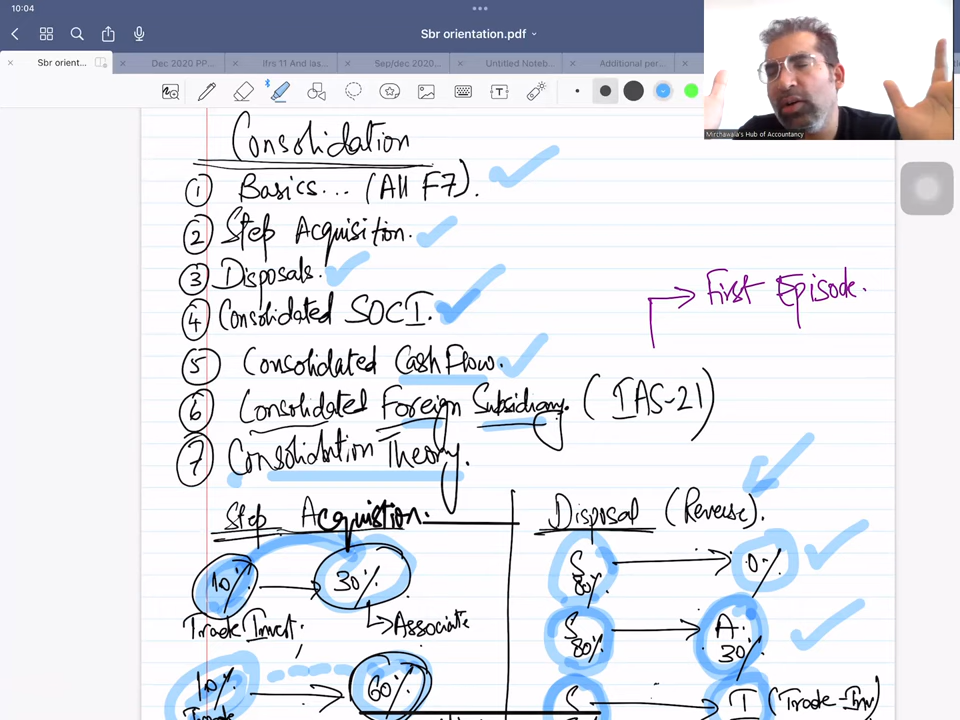 10:04
Sbr orientation.pdf
Sbr orient...
Dec 2020 PP...
Ifrs 11 And las...
Sep/dec 2020...
Untitled Noteb...
Additional per...
Mirchawala's Hub of Accountancy
Consolidation
① Basics... (All F7).
② Step Acquisition.
③ Disposals.
④ Consolidated SOCI.
First Episode.
⑤ Consolidated Cash Flow.
⑥ Consolidated Foreign Subsidiary. (IAS-21)
⑦ Consolidation Theory.
Step Acquistion.
Disposal (Reverse).
10% 30%
S 80% 0%
Trade Invest. Associate
S 80% A. 30%
10% 60%
Trade
S I (Trade-Inv)